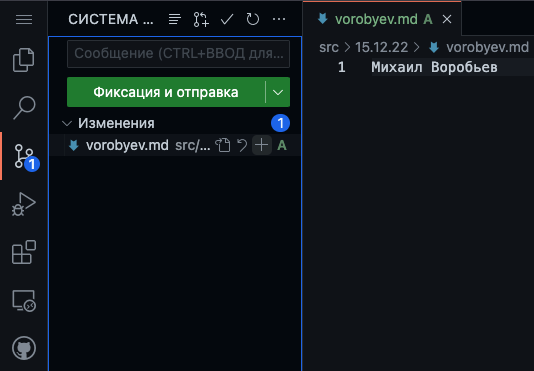 СИСТЕМА ...
Сообщение (CTRL+ВВОД для...
Фиксация и отправка
Изменения 1
vorobyev.md src/... A
1
vorobyev.md A
src > 15.12.22 > vorobyev.md
1 Михаил Воробьев